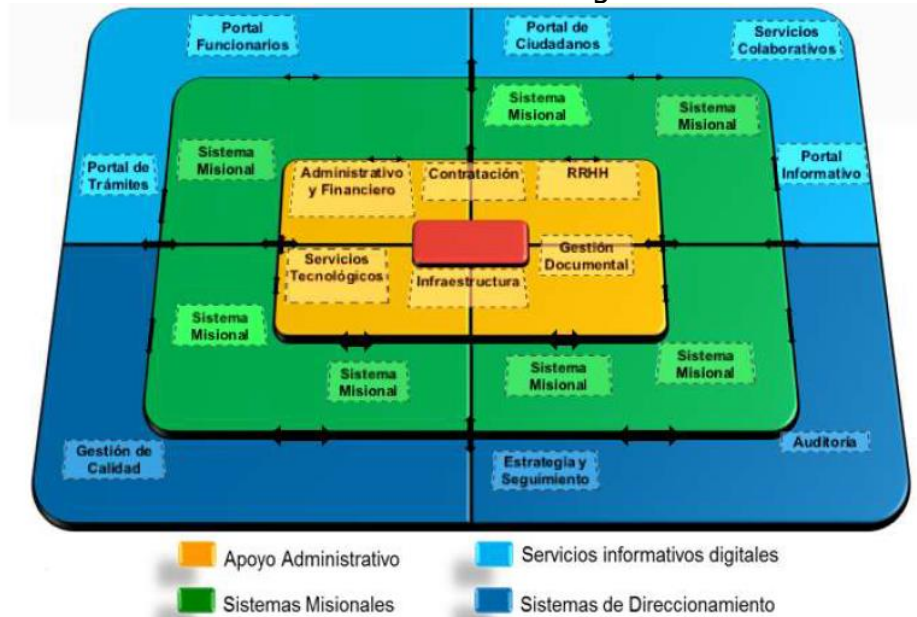 Portal
Funcionarios
Portal de
Ciudadanos
Servicios
Colaborativos
Sistema
Misional
Sistema
Misional
Sistema
Misional
Portal de
Trámites
Portal
Informativo
Administrativo
y Financiero
Contratación
RRHH
Servicios
Tecnológicos
Infraestructura
Gestión
Documental
Sistema
Misional
Sistema
Misional
Sistema
Misional
Sistema
Misional
Gestión de
Calidad
Estrategia y
Seguimiento
Auditoría
Apoyo Administrativo
Servicios informativos digitales
Sistemas Misionales
Sistemas de Direccionamiento